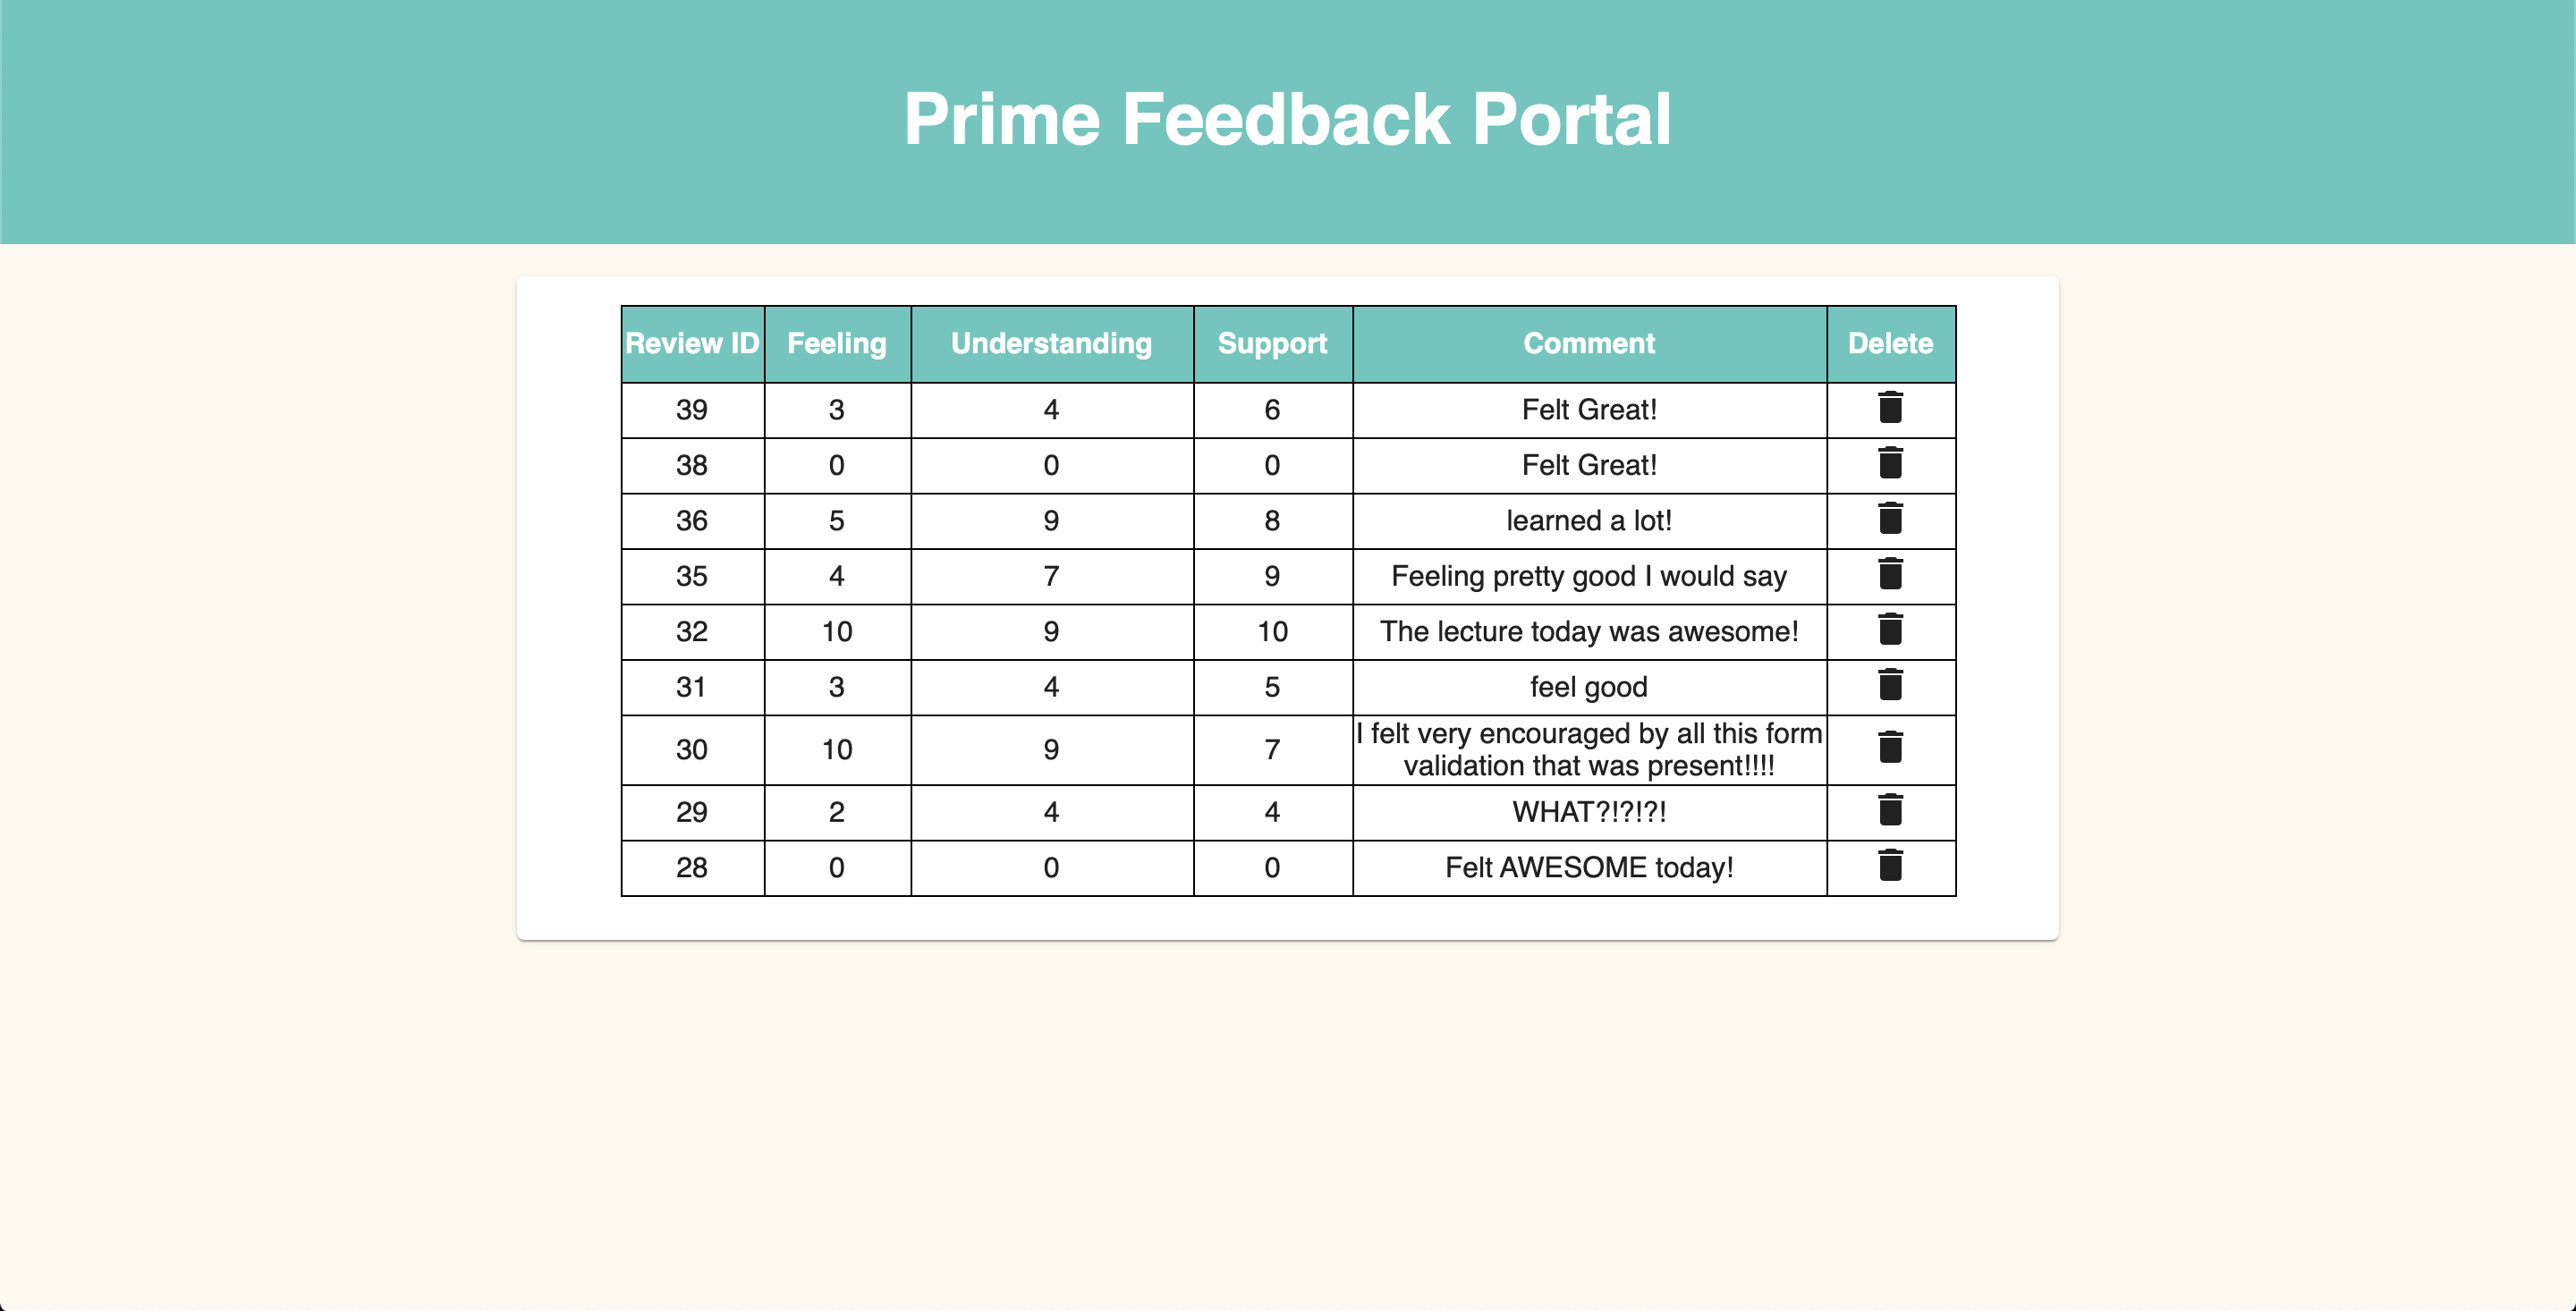 Prime Feedback Portal
Review ID Feeling Understanding Support Comment Delete
39 3 4 6 Felt Great!
38 0 0 0 Felt Great!
36 5 9 8 learned a lot!
35 4 7 9 Feeling pretty good I would say
32 10 9 10 The lecture today was awesome!
31 3 4 5 feel good
30 10 9 7 I felt very encouraged by all this form
validation that was present!!!!
29 2 4 4 WHAT?!?!?!
28 0 0 0 Felt AWESOME today!